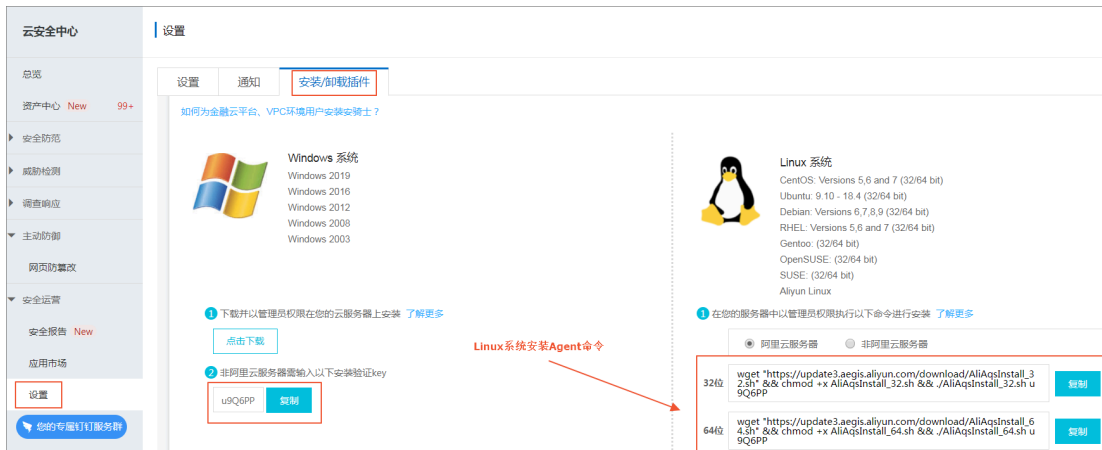 云安全中心
设置
总览
资产中心 New 99+
安全防范
威胁检测
调查响应
主动防御
网页防篡改
安全运营
安全报告 New
应用市场
设置
您的专属钉钉服务群
设置 通知 安装/卸载插件
如何为金融云平台、VPC环境用户安装安骑士？
Windows 系统
Windows 2019
Windows 2016
Windows 2012
Windows 2008
Windows 2003
1 下载并以管理员权限在您的云服务器上安装 了解更多
点击下载
2 非阿里云服务器需输入以下安装验证key
u9Q6PP 复制
Linux系统安装Agent命令
Linux 系统
CentOS: Versions 5,6 and 7 (32/64 bit)
Ubuntu: 9.10 - 18.4 (32/64 bit)
Debian: Versions 6,7,8,9 (32/64 bit)
RHEL: Versions 5,6 and 7 (32/64 bit)
Gentoo: (32/64 bit)
OpenSUSE: (32/64 bit)
SUSE: (32/64 bit)
Aliyun Linux
1 在您的服务器中以管理员权限执行以下命令进行安装 了解更多
阿里云服务器 非阿里云服务器
32位
wget "https://update3.aegis.aliyun.com/download/AliAqsInstall_3
2.sh" && chmod +x AliAqsInstall_32.sh && ./AliAqsInstall_32.sh u
9Q6PP
复制
64位
wget "https://update3.aegis.aliyun.com/download/AliAqsInstall_6
4.sh" && chmod +x AliAqsInstall_64.sh && ./AliAqsInstall_64.sh u
9Q6PP
复制